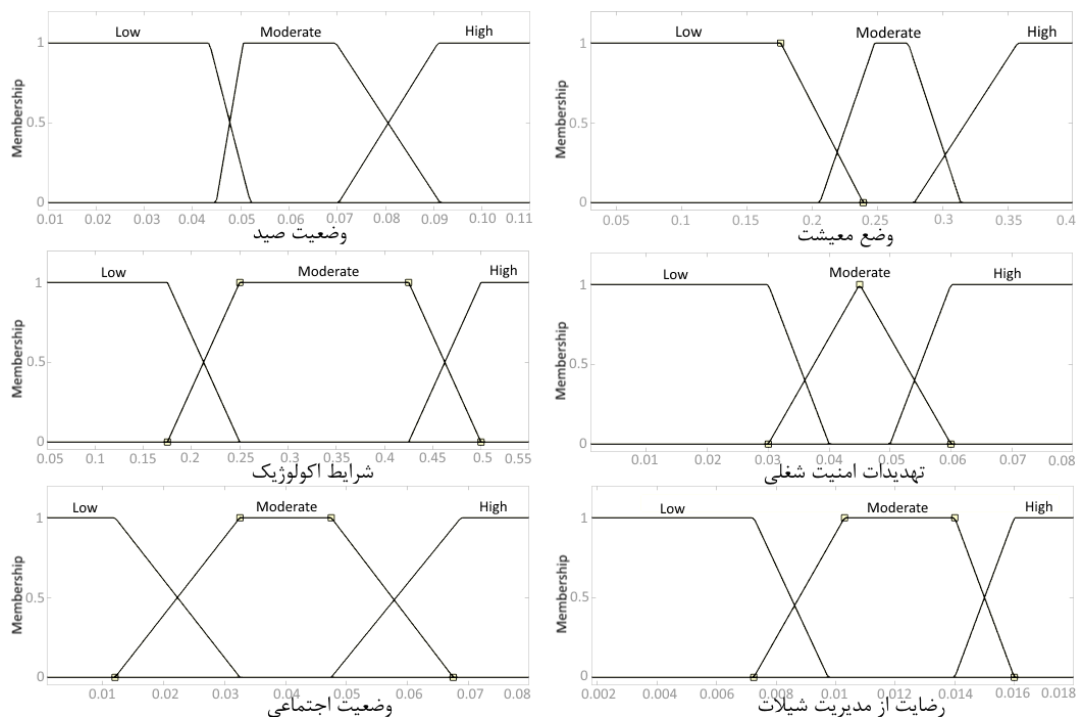 Low Moderate High
1
0.5
0
Membership
0.01 0.02 0.03 0.04 0.05 0.06 0.07 0.08 0.09 0.10 0.11
وضعیت صید
Low Moderate High
1
0.5
0
Membership
0.05 0.1 0.15 0.2 0.25 0.3 0.35 0.4
وضع معیشت
Low Moderate High
1
0.5
0
Membership
0.05 0.1 0.15 0.2 0.25 0.3 0.35 0.4 0.45 0.5 0.55
شرایط اکولوژیک
Low Moderate High
1
0.5
0
Membership
0.01 0.02 0.03 0.04 0.05 0.06 0.07 0.08
تهدیدات امنیت شغلی
Low Moderate High
1
0.5
0
Membership
0.01 0.02 0.03 0.04 0.05 0.06 0.07 0.08
وضعیت اجتماعی
Low Moderate High
1
0.5
0
Membership
0.002 0.004 0.006 0.008 0.01 0.012 0.014 0.016 0.018
رضایت از مدیریت شیلات